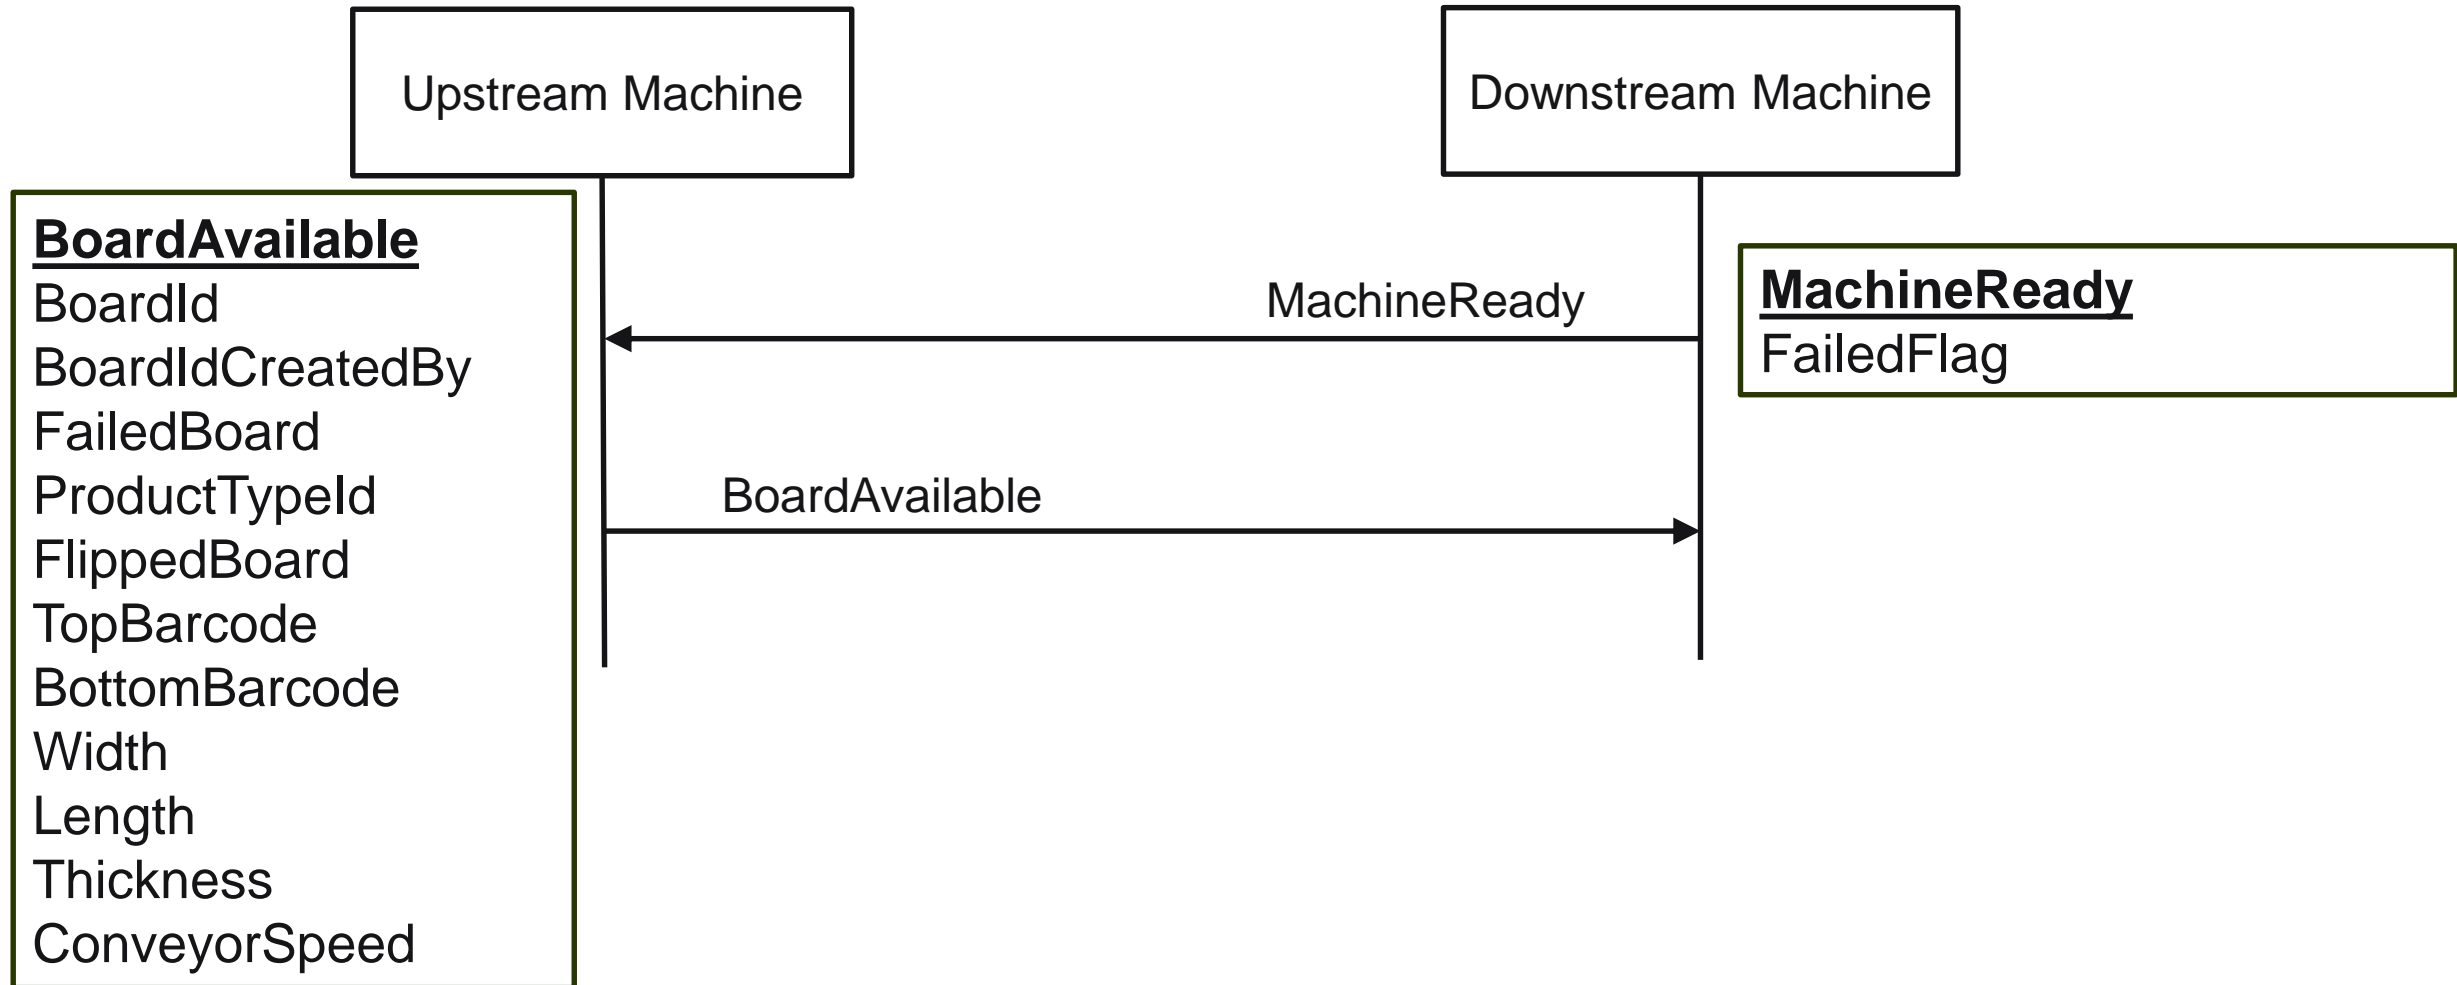 Upstream Machine
Downstream Machine
BoardAvailable
BoardId
BoardIdCreatedBy
FailedBoard
ProductTypeId
FlippedBoard
TopBarcode
BottomBarcode
Width
Length
Thickness
ConveyorSpeed
MachineReady
BoardAvailable
MachineReady
FailedFlag